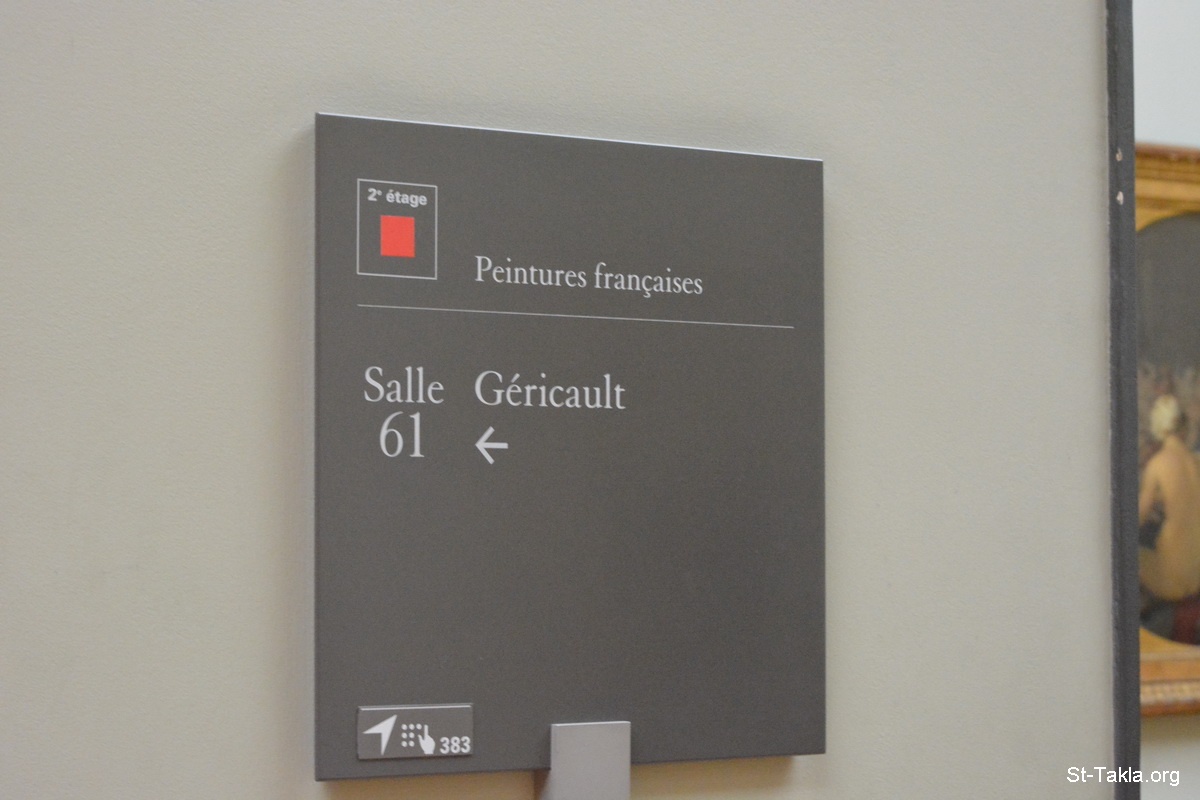 2e étage
Peintures françaises
Salle Géricault
61 ←
383
St-Takla.org